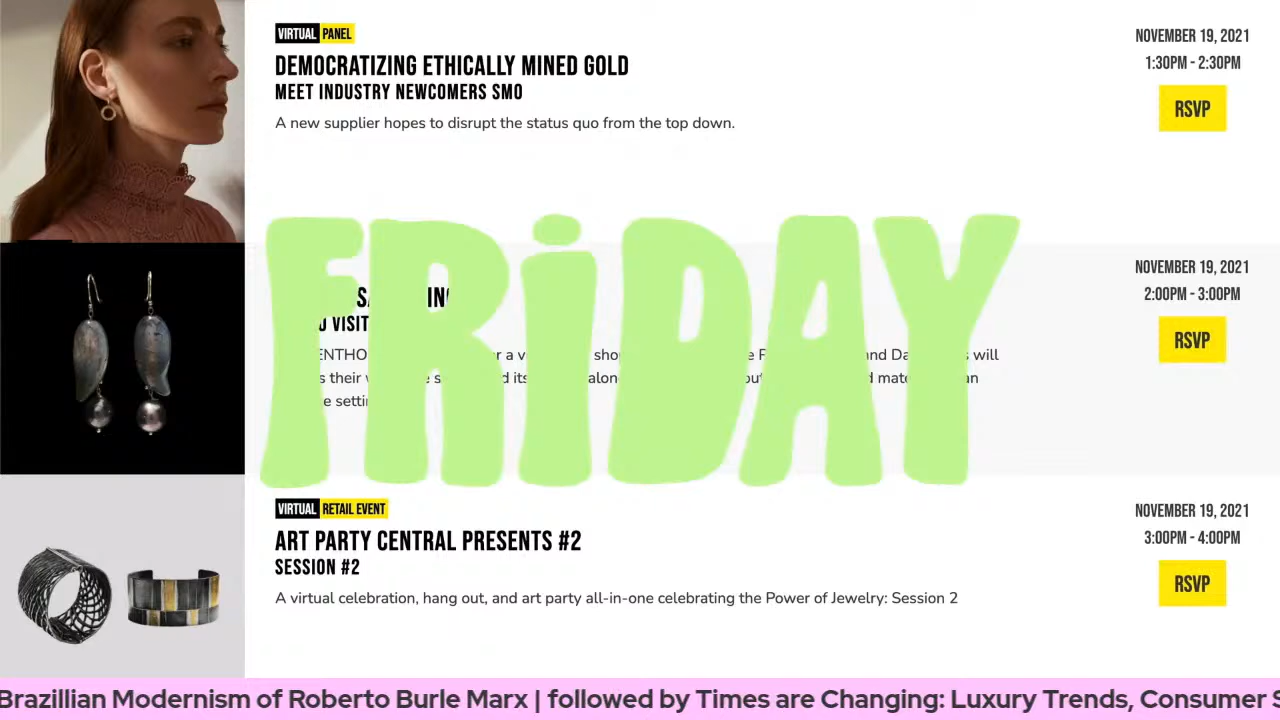 VIRTUAL PANEL
DEMOCRATIZING ETHICALLY MINED GOLD
MEET INDUSTRY NEWCOMERS SMO
A new supplier hopes to disrupt the status quo from the top down.
NOVEMBER 19, 2021
1:30PM - 2:30PM
RSVP
FRiDAY
VISIT
r a
and
will
their
NOVEMBER 19, 2021
2:00PM - 3:00PM
RSVP
VIRTUAL RETAIL EVENT
ART PARTY CENTRAL PRESENTS #2
SESSION #2
A virtual celebration, hang out, and art party all-in-one celebrating the Power of Jewelry: Session 2
NOVEMBER 19, 2021
3:00PM - 4:00PM
RSVP
Brazillian Modernism of Roberto Burle Marx | followed by Times are Changing: Luxury Trends, Consumer S